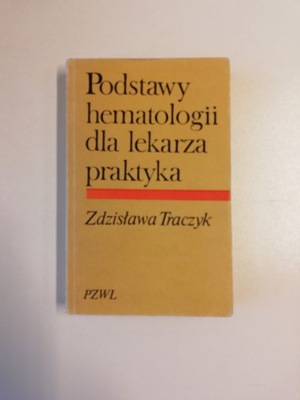 Podstawy
hematologii
dla lekarza
praktyka
Zdzisława Traczyk
PZWL